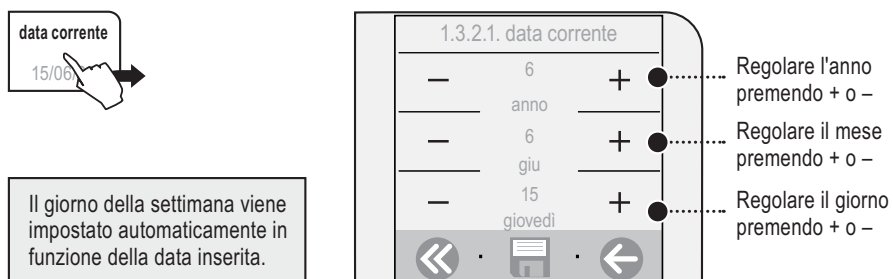 data corrente
15/06/
Il giorno della settimana viene
impostato automaticamente in
funzione della data inserita.
1.3.2.1. data corrente
– 6 +
anno
– 6 +
giu
– 15 +
giovedì
Regolare l'anno
premendo + o –
Regolare il mese
premendo + o –
Regolare il giorno
premendo + o –